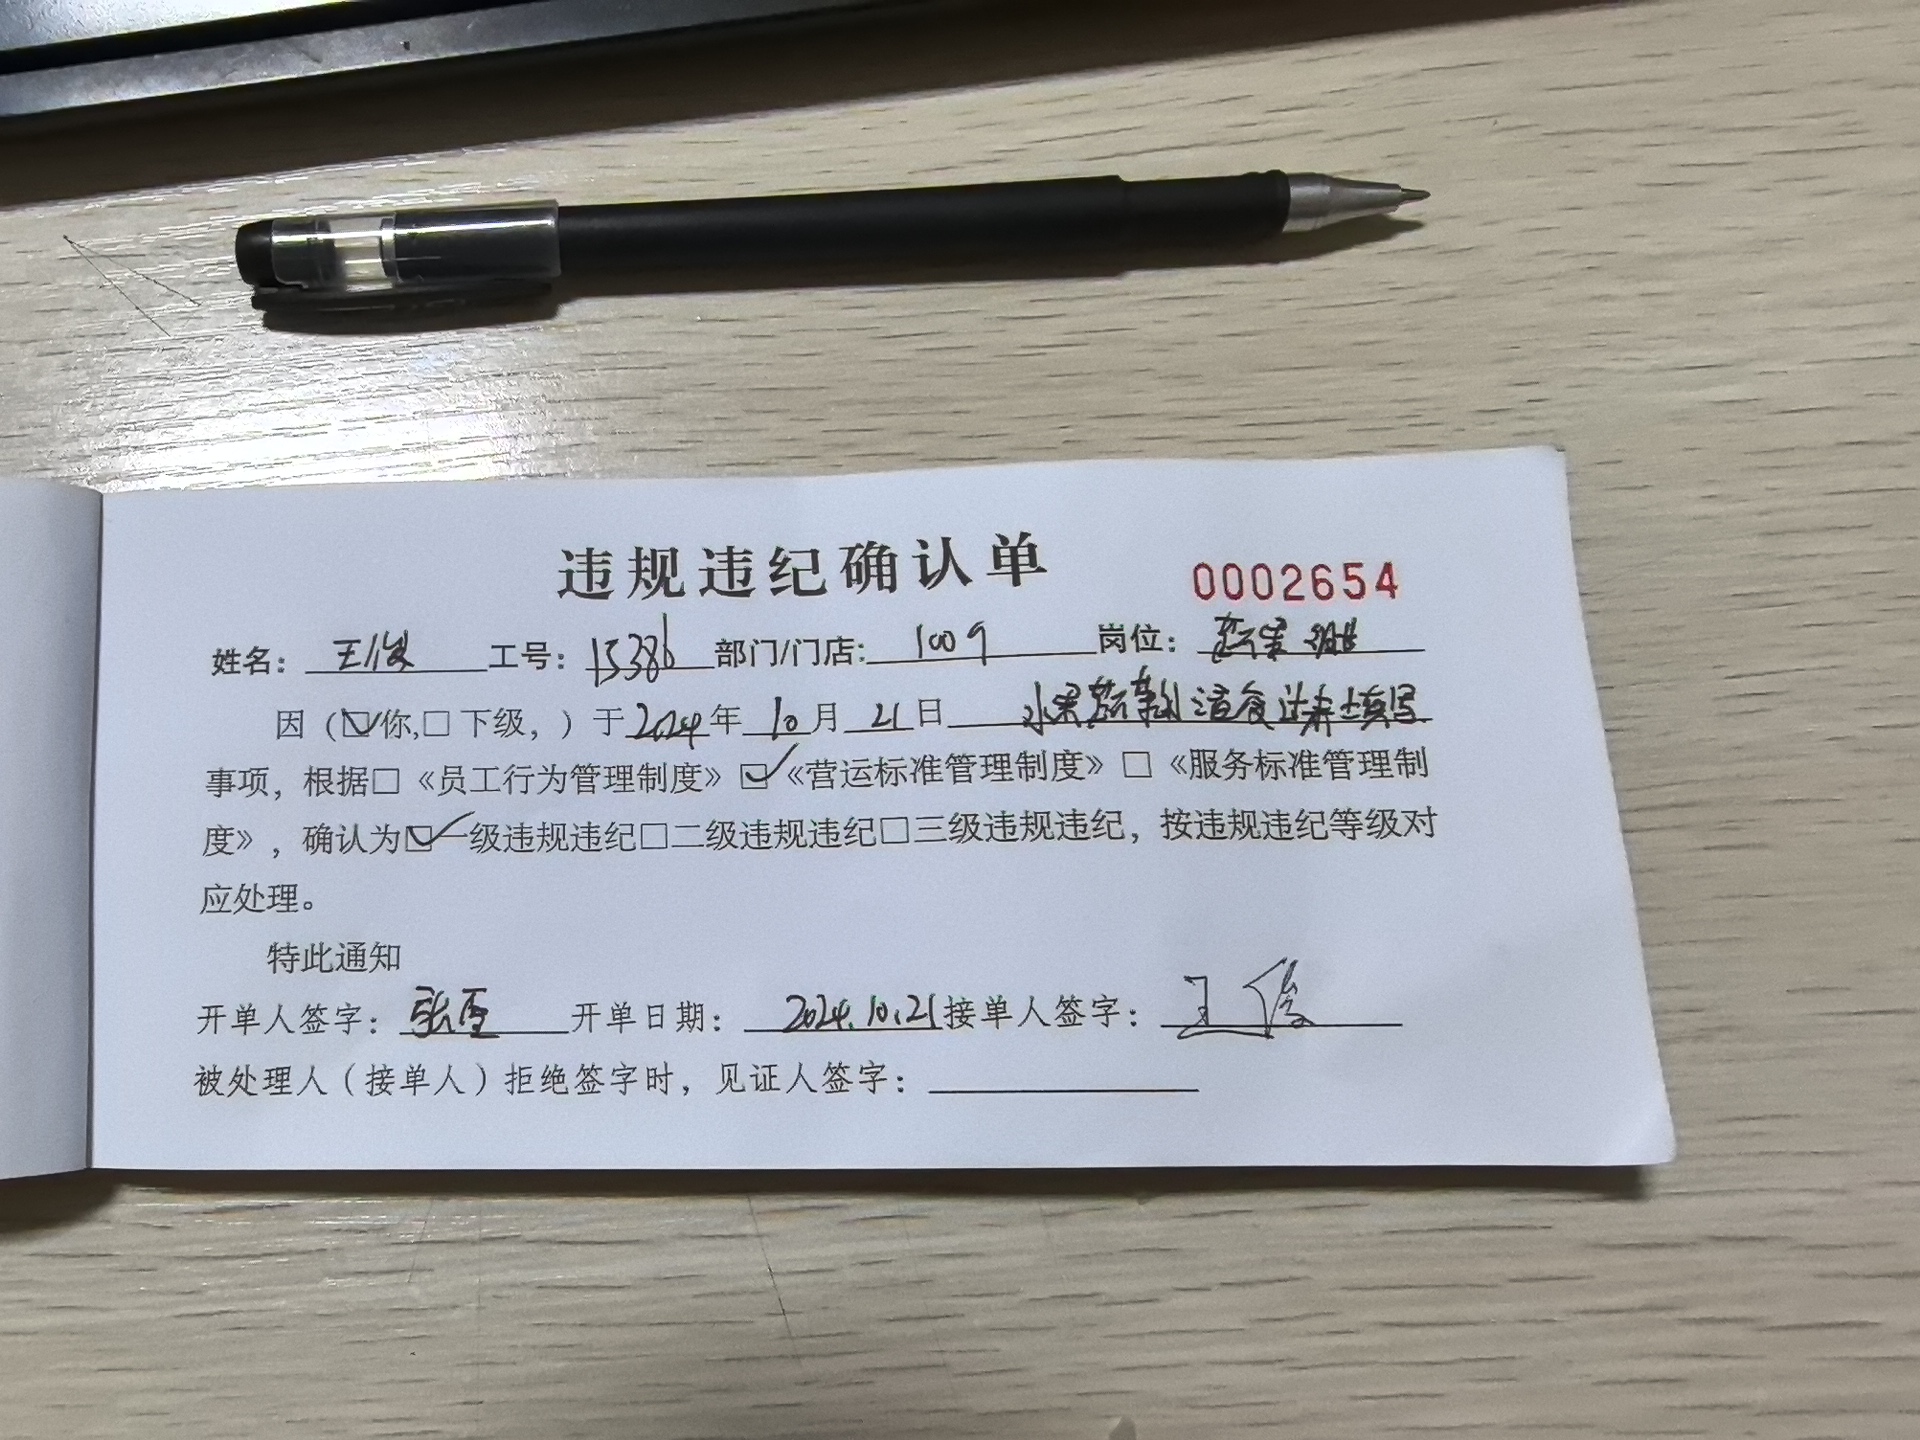 违规违纪确认单 0002654
姓名：王俊 工号：15386 部门/门店：1009 岗位：
因（☑你,□下级，）于2024年10月21日 水果蔬
事项，根据□《员工行为管理制度》☑《营运标准管理制度》□《服务标准管理制
度》，确认为☑一级违规违纪□二级违规违纪□三级违规违纪，按违规违纪等级对
应处理。
特此通知
开单人签字：张 开单日期：2024.10.21 接单人签字：王俊
被处理人（接单人）拒绝签字时，见证人签字：